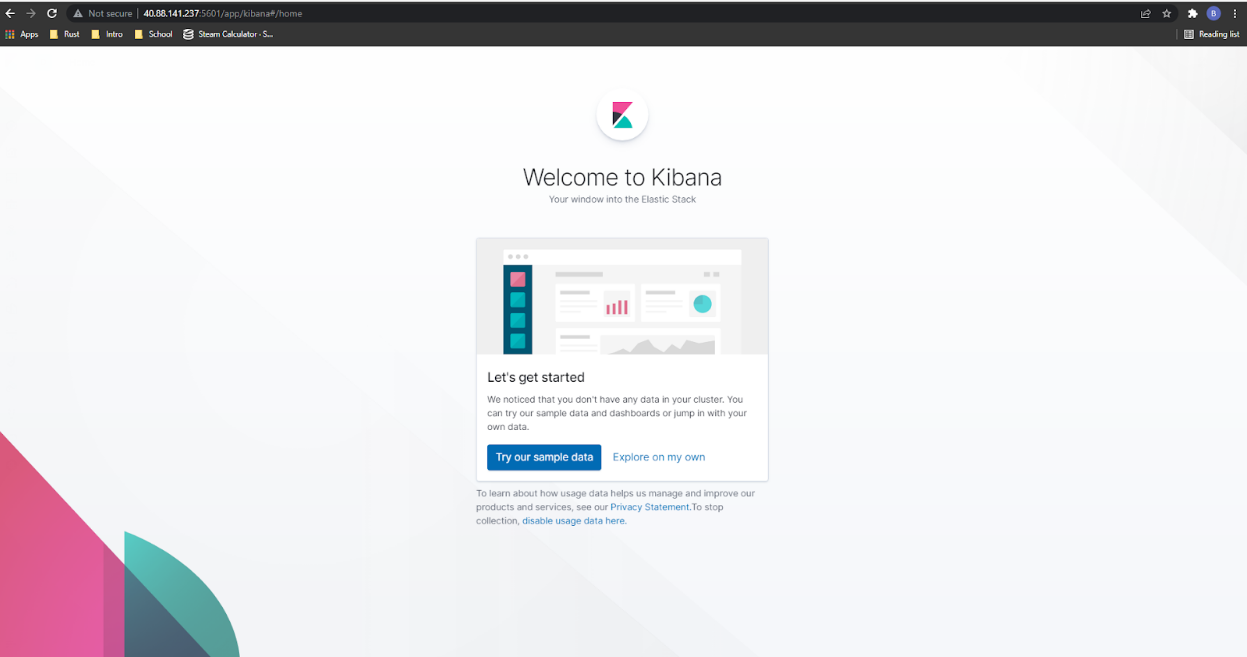 Not secure | 40.88.141.237:5601/app/kibana#/home
B
Apps Rust Intro School Steam Calculator · S... Reading list
Welcome to Kibana
Your window into the Elastic Stack
Let's get started
We noticed that you don't have any data in your cluster. You
can try our sample data and dashboards or jump in with your
own data.
Try our sample data Explore on my own
To learn about how usage data helps us manage and improve our
products and services, see our Privacy Statement.To stop
collection, disable usage data here.